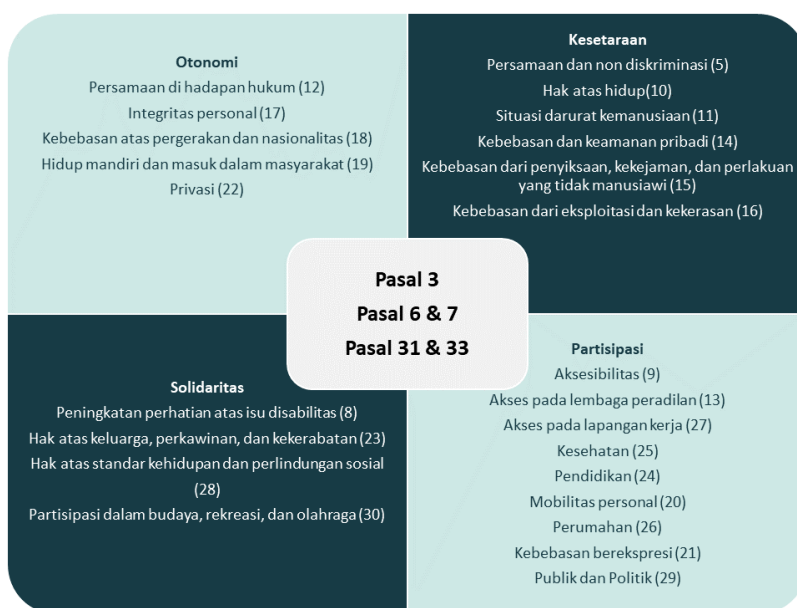 Otonomi
Persamaan di hadapan hukum (12)
Integritas personal (17)
Kebebasan atas pergerakan dan nasionalitas (18)
Hidup mandiri dan masuk dalam masyarakat (19)
Privasi (22)
Kesetaraan
Persamaan dan non diskriminasi (5)
Hak atas hidup(10)
Situasi darurat kemanusiaan (11)
Kebebasan dan keamanan pribadi (14)
Kebebasan dari penyiksaan, kekejaman, dan perlakuan
yang tidak manusiawi (15)
Kebebasan dari eksploitasi dan kekerasan (16)
Pasal 3
Pasal 6 & 7
Pasal 31 & 33
Solidaritas
Peningkatan perhatian atas isu disabilitas (8)
Hak atas keluarga, perkawinan, dan kekerabatan (23)
Hak atas standar kehidupan dan perlindungan sosial
(28)
Partisipasi dalam budaya, rekreasi, dan olahraga (30)
Partisipasi
Aksesibilitas (9)
Akses pada lembaga peradilan (13)
Akses pada lapangan kerja (27)
Kesehatan (25)
Pendidikan (24)
Mobilitas personal (20)
Perumahan (26)
Kebebasan berekspresi (21)
Publik dan Politik (29)